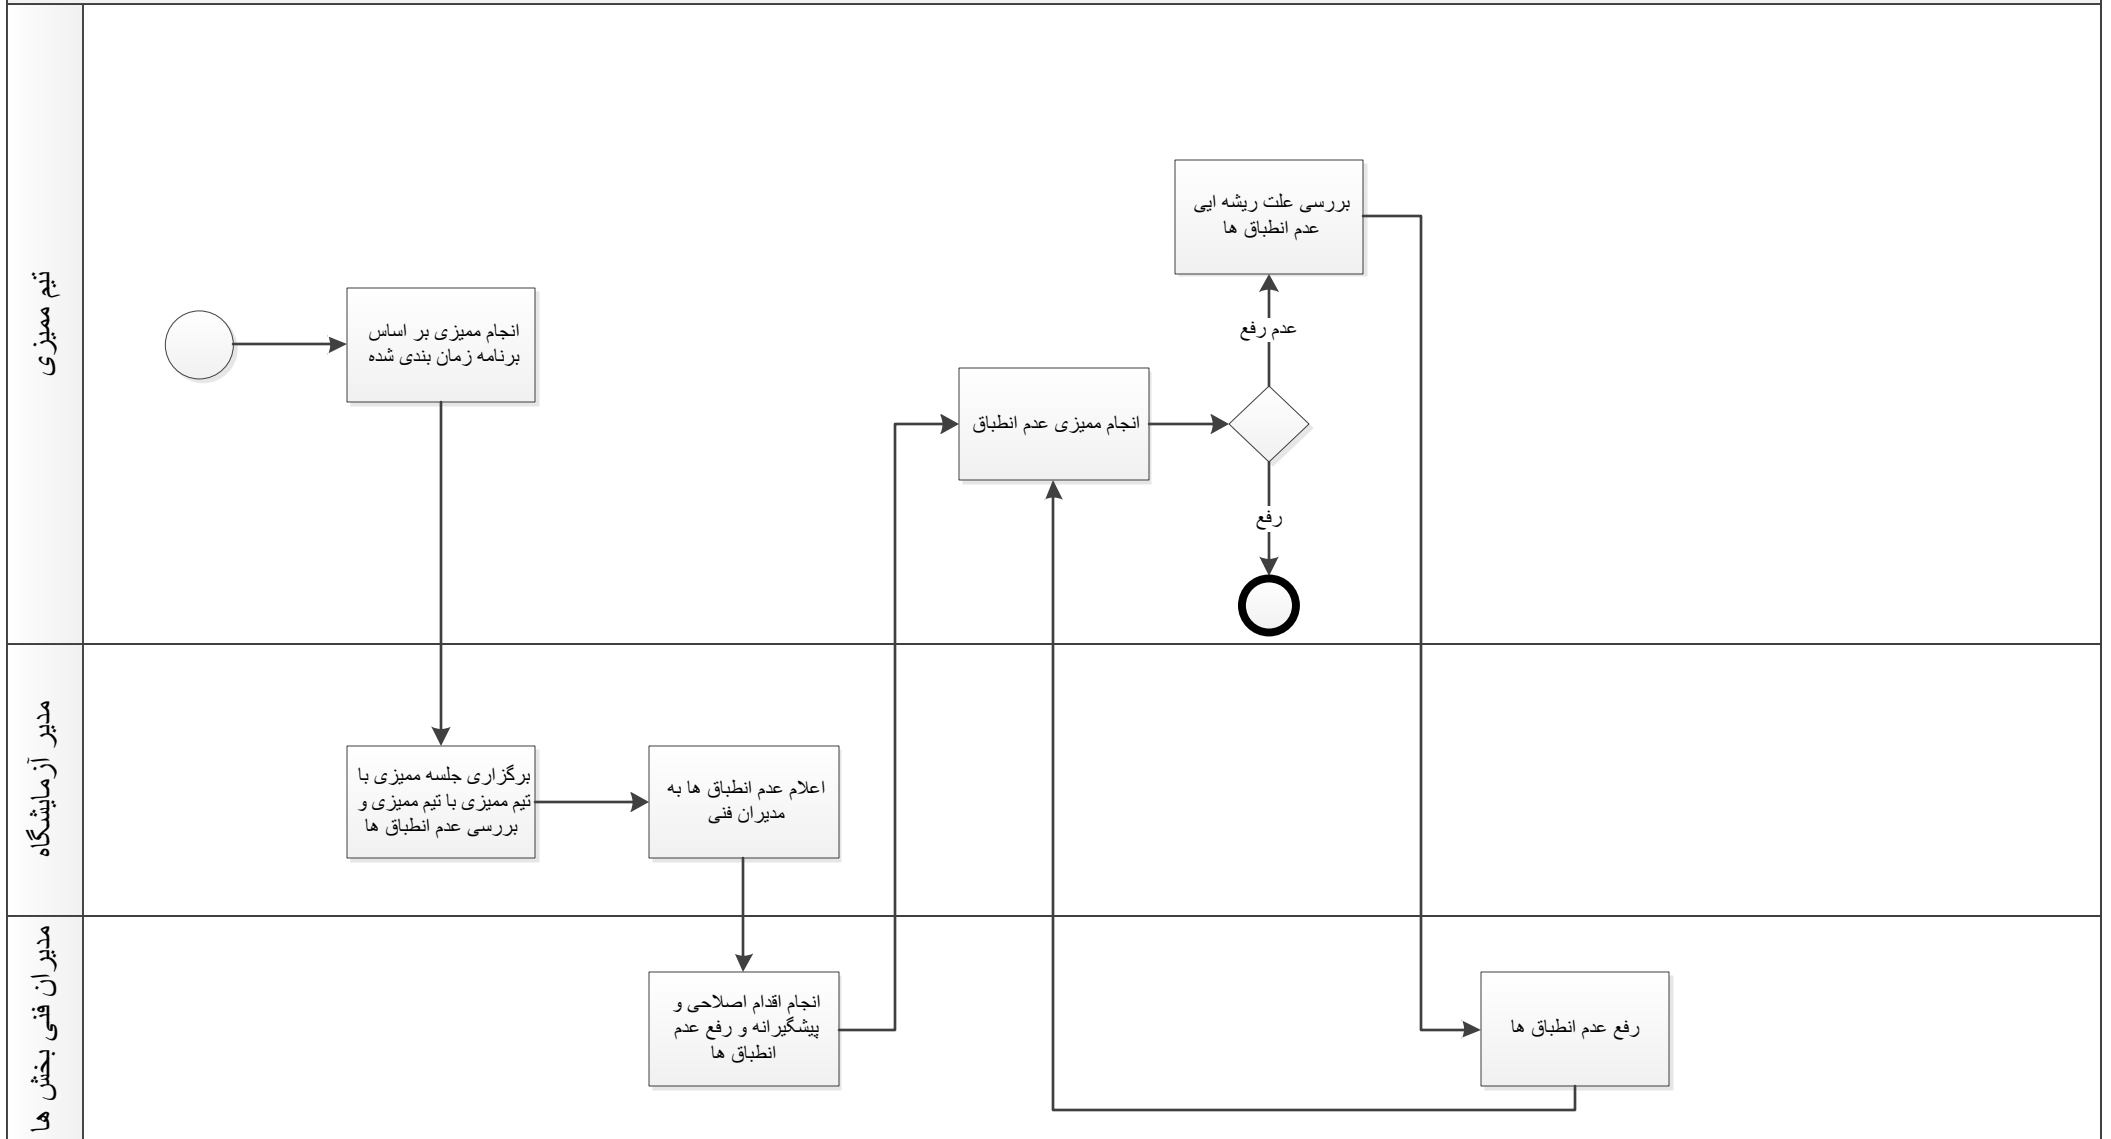 تیم ممیزی
انجام ممیزی بر اساس
برنامه زمان بندی شده
بررسی علت ریشه ایی
عدم انطباق ها
عدم رفع
انجام ممیزی عدم انطباق
رفع
مدیر آزمایشگاه
برگزاری جلسه ممیزی با
تیم ممیزی با تیم ممیزی و
بررسی عدم انطباق ها
اعلام عدم انطباق ها به
مدیران فنی
مدیران فنی بخش ها
انجام اقدام اصلاحی و
پیشگیرانه و رفع عدم
انطباق ها
رفع عدم انطباق ها